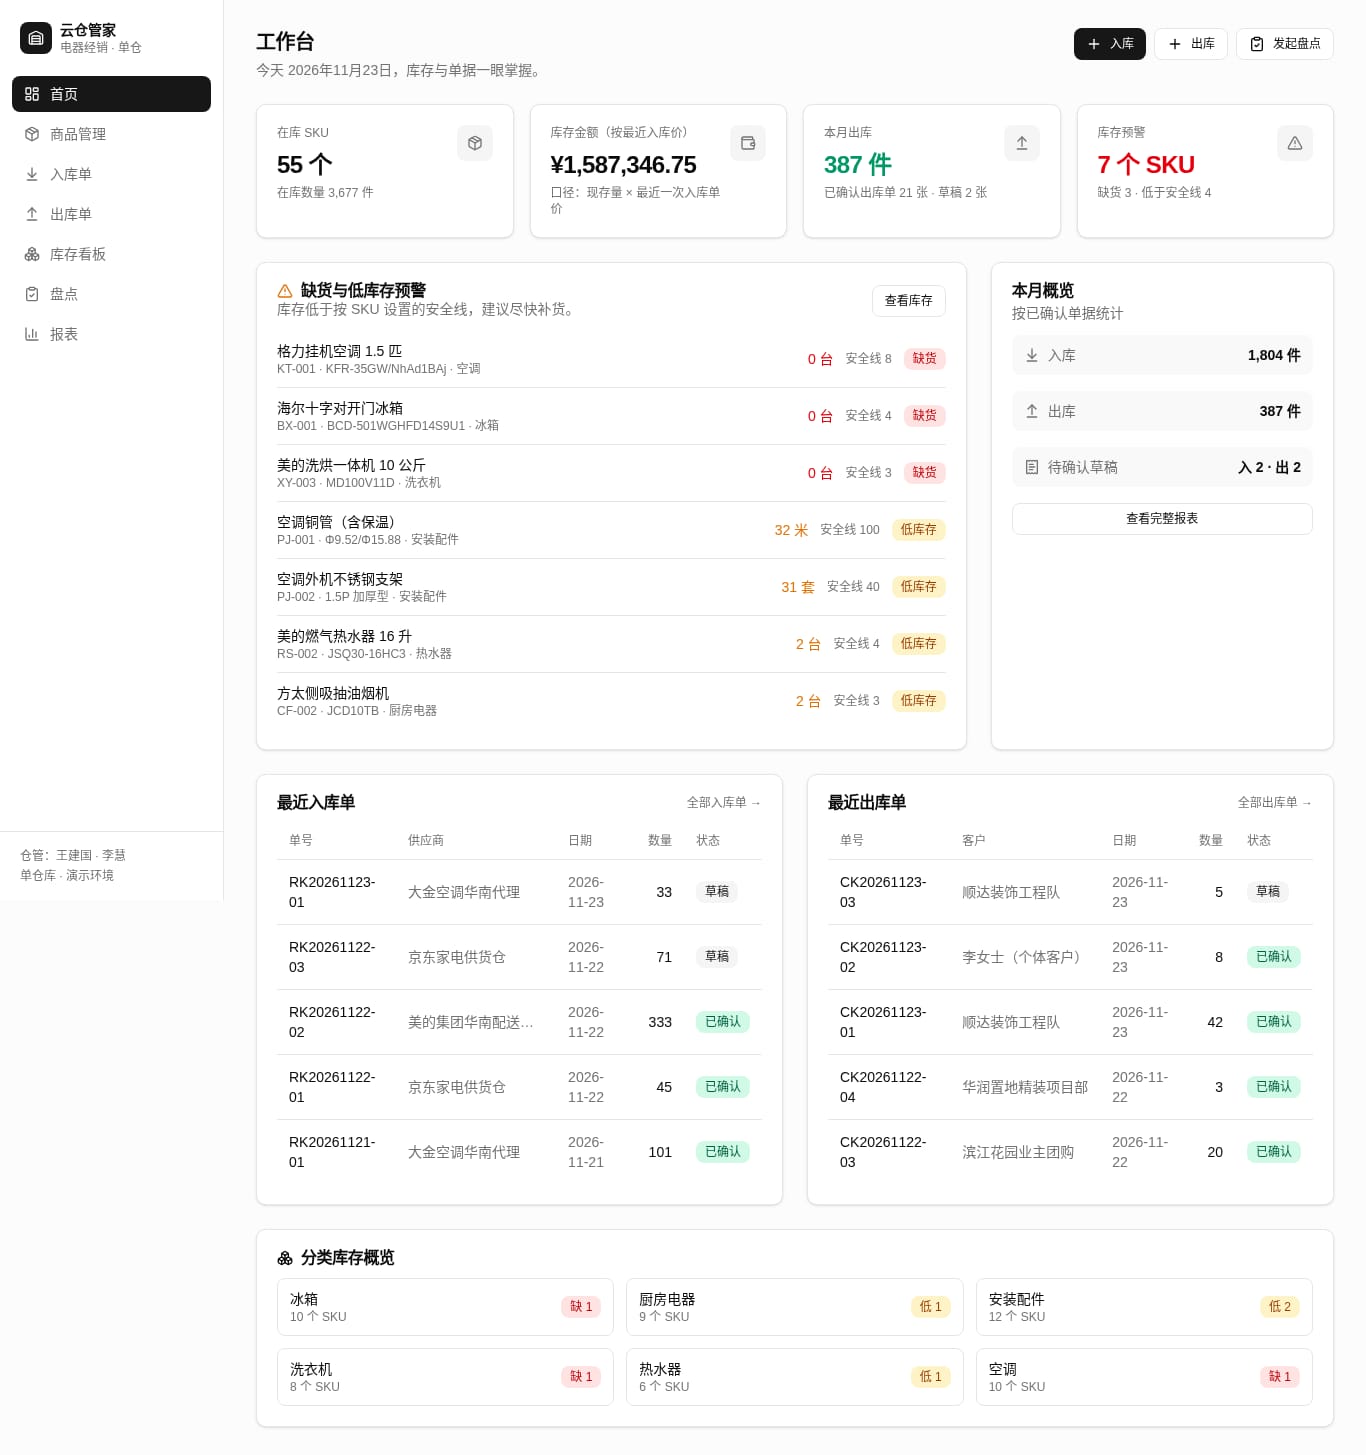 云仓管家
电器经销 · 单仓
首页
商品管理
入库单
出库单
库存看板
盘点
报表
仓管：王建国 · 李慧
单仓库 · 演示环境
工作台
今天 2026年11月23日，库存与单据一眼掌握。
入库
出库
发起盘点
在库 SKU
55 个
在库数量 3,677 件
库存金额（按最近入库价）
¥1,587,346.75
口径：现存量 × 最近一次入库单
价
本月出库
387 件
已确认出库单 21 张 · 草稿 2 张
库存预警
7 个 SKU
缺货 3 · 低于安全线 4
缺货与低库存预警
库存低于按 SKU 设置的安全线，建议尽快补货。
查看库存
格力挂机空调 1.5 匹
KT-001 · KFR-35GW/NhAd1BAj · 空调
0 台 安全线 8 缺货
海尔十字对开门冰箱
BX-001 · BCD-501WGHFD14S9U1 · 冰箱
0 台 安全线 4 缺货
美的洗烘一体机 10 公斤
XY-003 · MD100V11D · 洗衣机
0 台 安全线 3 缺货
空调铜管（含保温）
PJ-001 · Φ9.52/Φ15.88 · 安装配件
32 米 安全线 100 低库存
空调外机不锈钢支架
PJ-002 · 1.5P 加厚型 · 安装配件
31 套 安全线 40 低库存
美的燃气热水器 16 升
RS-002 · JSQ30-16HC3 · 热水器
2 台 安全线 4 低库存
方太侧吸抽油烟机
CF-002 · JCD10TB · 厨房电器
2 台 安全线 3 低库存
本月概览
按已确认单据统计
入库 1,804 件
出库 387 件
待确认草稿 入 2 · 出 2
查看完整报表
最近入库单
全部入库单 →
单号 供应商 日期 数量 状态
RK20261123-
01
大金空调华南代理
2026-
11-23
33
草稿
RK20261122-
03
京东家电供货仓
2026-
11-22
71
草稿
RK20261122-
02
美的集团华南配送…
2026-
11-22
333
已确认
RK20261122-
01
京东家电供货仓
2026-
11-22
45
已确认
RK20261121-
01
大金空调华南代理
2026-
11-21
101
已确认
最近出库单
全部出库单 →
单号 客户 日期 数量 状态
CK20261123-
03
顺达装饰工程队
2026-11-
23
5
草稿
CK20261123-
02
李女士（个体客户）
2026-11-
23
8
已确认
CK20261123-
01
顺达装饰工程队
2026-11-
23
42
已确认
CK20261122-
04
华润置地精装项目部
2026-11-
22
3
已确认
CK20261122-
03
滨江花园业主团购
2026-11-
22
20
已确认
分类库存概览
冰箱
10 个 SKU
缺 1
厨房电器
9 个 SKU
低 1
安装配件
12 个 SKU
低 2
洗衣机
8 个 SKU
缺 1
热水器
6 个 SKU
低 1
空调
10 个 SKU
缺 1